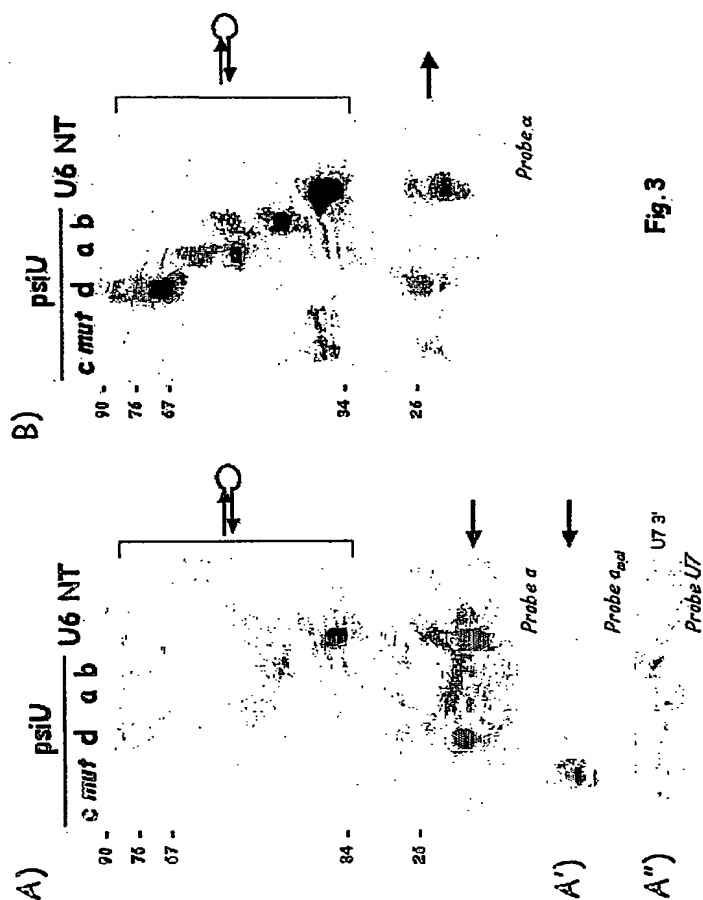 A)
psiU
c mut d a b U6 NT
90 -
76 -
67 -
34 -
26 -
Probe a
A')
Probe a mut
A")
U7 3'
Probe U7
B)
psiU
c mut d a b U6 NT
90 -
76 -
67 -
34 -
26 -
Probe α
Fig. 3